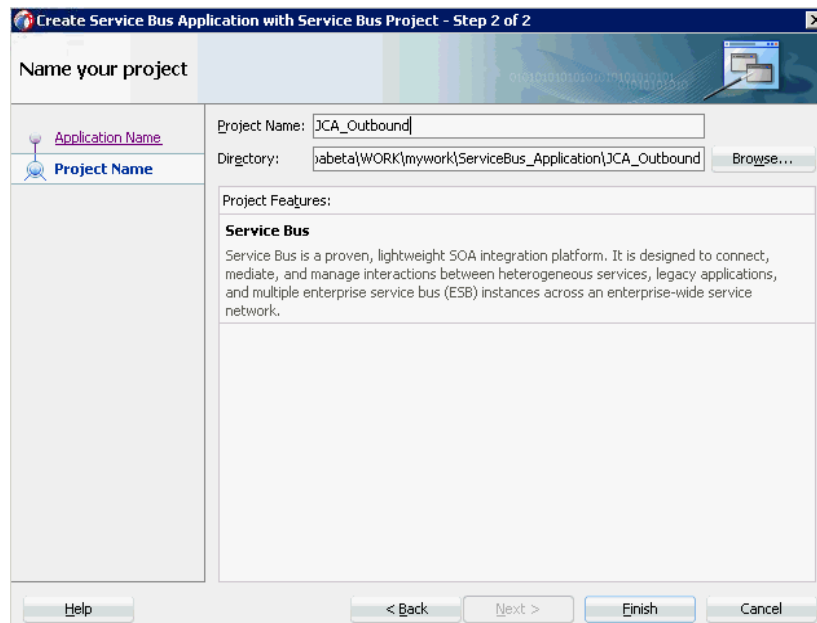 Create Service Bus Application with Service Bus Project - Step 2 of 2
Name your project
Application Name
Project Name
Project Name: JCA_Outbound
Directory: \WORK\mywork\ServiceBus_Application\JCA_Outbound Browse...
Project Features:
Service Bus
Service Bus is a proven, lightweight SOA integration platform. It is designed to connect,
mediate, and manage interactions between heterogeneous services, legacy applications,
and multiple enterprise service bus (ESB) instances across an enterprise-wide service
network.
Help < Back Next > Finish Cancel